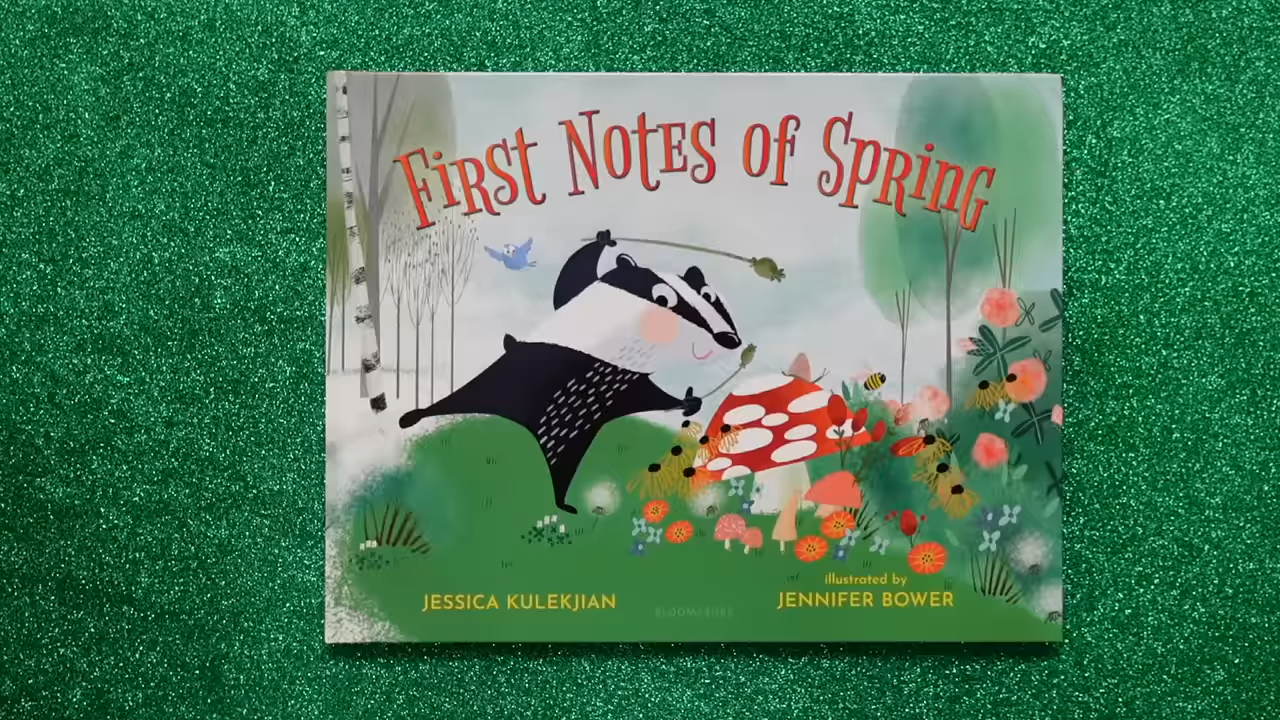 First Notes of Spring
illustrated by
JESSICA KULEKJIAN
JENNIFER BOWER
BLOOMSBURY